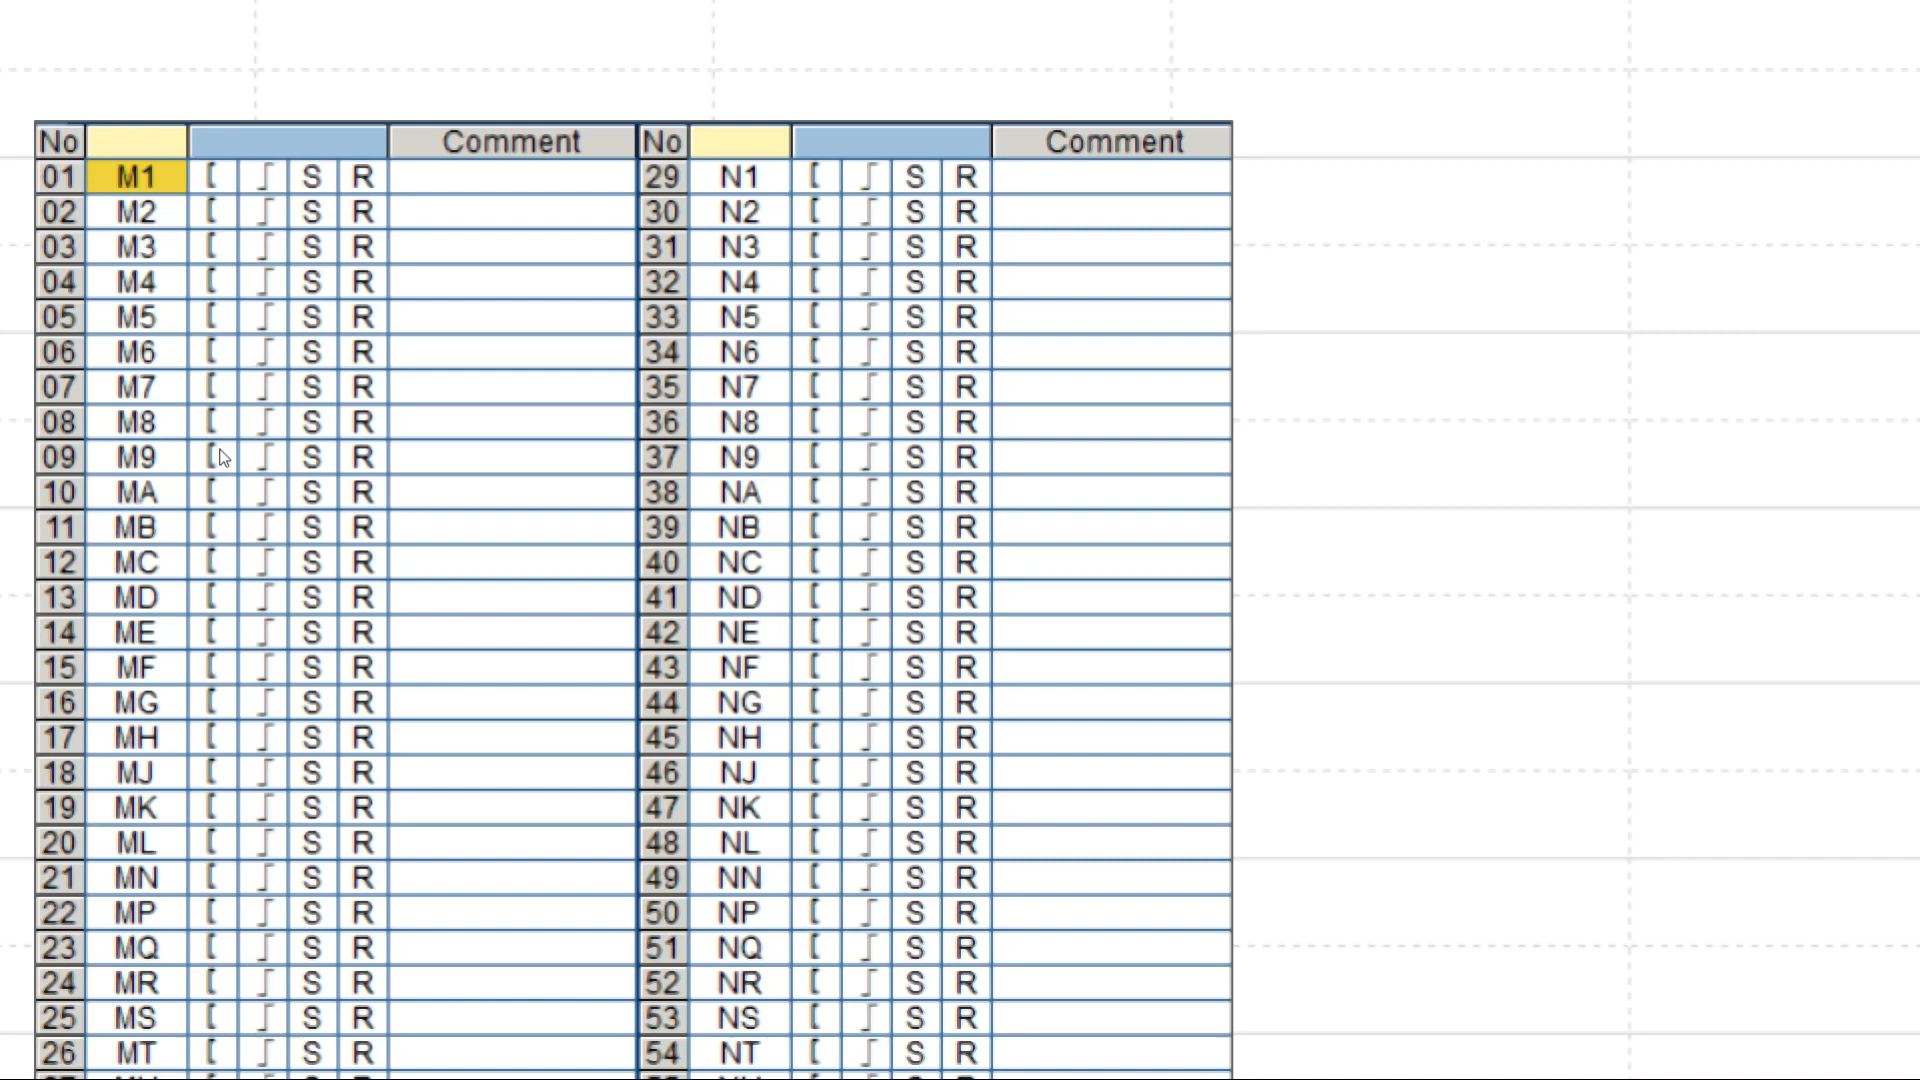 No Comment No Comment
01 M1 [ ʃ S R 29 N1 [ ʃ S R
02 M2 [ ʃ S R 30 N2 [ ʃ S R
03 M3 [ ʃ S R 31 N3 [ ʃ S R
04 M4 [ ʃ S R 32 N4 [ ʃ S R
05 M5 [ ʃ S R 33 N5 [ ʃ S R
06 M6 [ ʃ S R 34 N6 [ ʃ S R
07 M7 [ ʃ S R 35 N7 [ ʃ S R
08 M8 [ ʃ S R 36 N8 [ ʃ S R
09 M9 [ ʃ S R 37 N9 [ ʃ S R
10 MA [ ʃ S R 38 NA [ ʃ S R
11 MB [ ʃ S R 39 NB [ ʃ S R
12 MC [ ʃ S R 40 NC [ ʃ S R
13 MD [ ʃ S R 41 ND [ ʃ S R
14 ME [ ʃ S R 42 NE [ ʃ S R
15 MF [ ʃ S R 43 NF [ ʃ S R
16 MG [ ʃ S R 44 NG [ ʃ S R
17 MH [ ʃ S R 45 NH [ ʃ S R
18 MJ [ ʃ S R 46 NJ [ ʃ S R
19 MK [ ʃ S R 47 NK [ ʃ S R
20 ML [ ʃ S R 48 NL [ ʃ S R
21 MN [ ʃ S R 49 NN [ ʃ S R
22 MP [ ʃ S R 50 NP [ ʃ S R
23 MQ [ ʃ S R 51 NQ [ ʃ S R
24 MR [ ʃ S R 52 NR [ ʃ S R
25 MS [ ʃ S R 53 NS [ ʃ S R
26 MT [ ʃ S R 54 NT [ ʃ S R